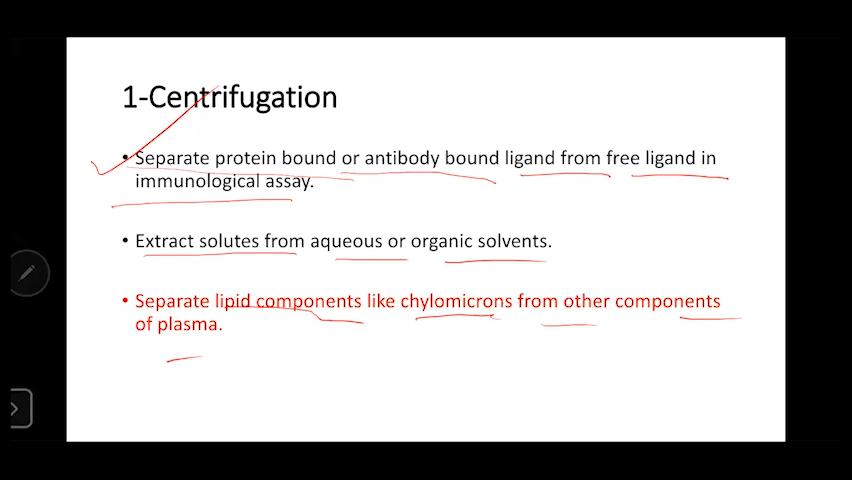 1-Centrifugation
• Separate protein bound or antibody bound ligand from free ligand in
immunological assay.
• Extract solutes from aqueous or organic solvents.
• Separate lipid components like chylomicrons from other components
of plasma.